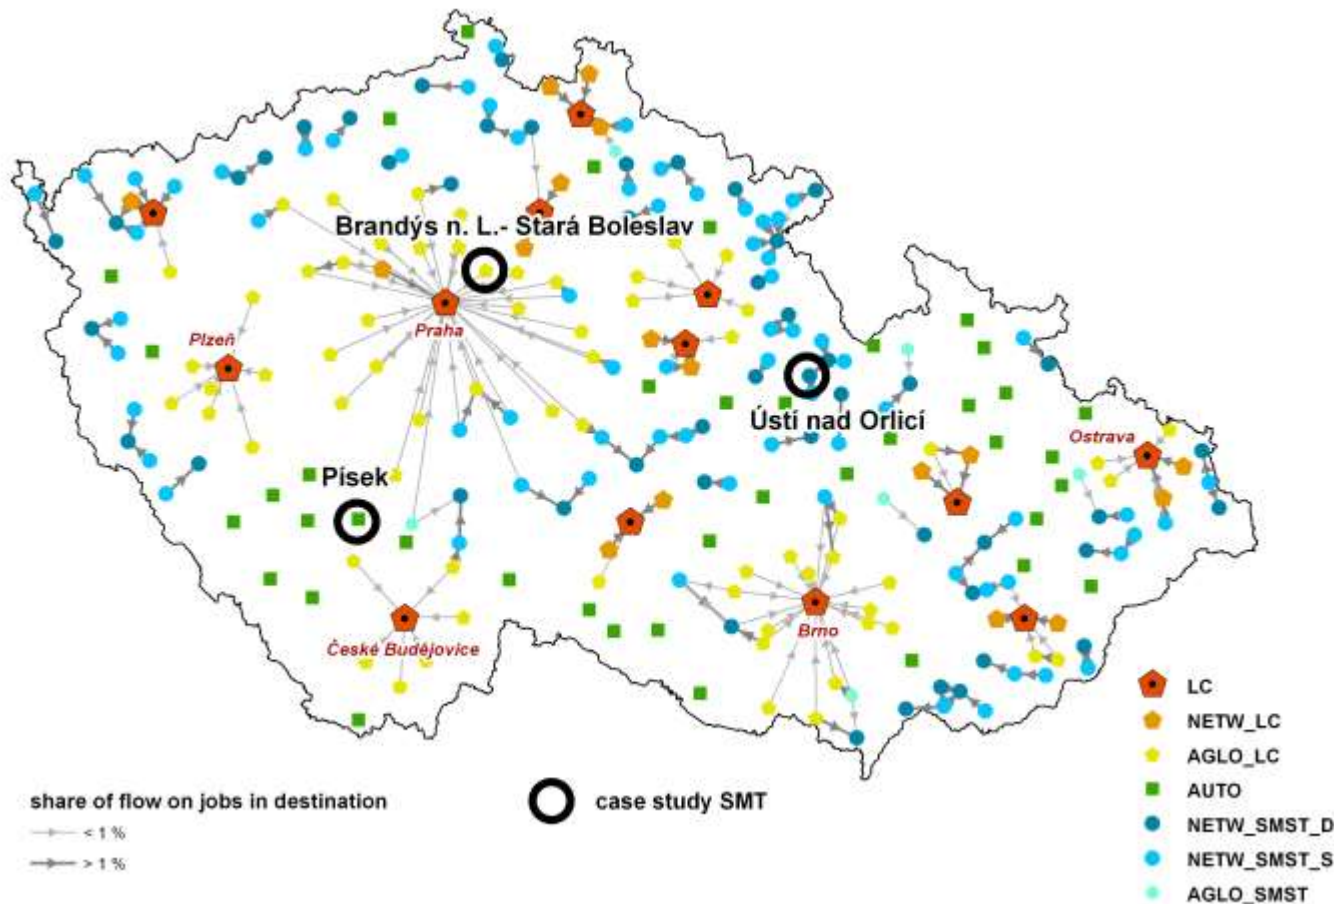 Brandýs n. L.- Stará Boleslav
Plzeň
Praha
Ústí nad Orlicí
Ostrava
Písek
Brno
České Budějovice
LC
NETW_LC
AGLO_LC
AUTO
NETW_SMST_D
NETW_SMST_S
AGLO_SMST
share of flow on jobs in destination
< 1 %
> 1 %
case study SMT